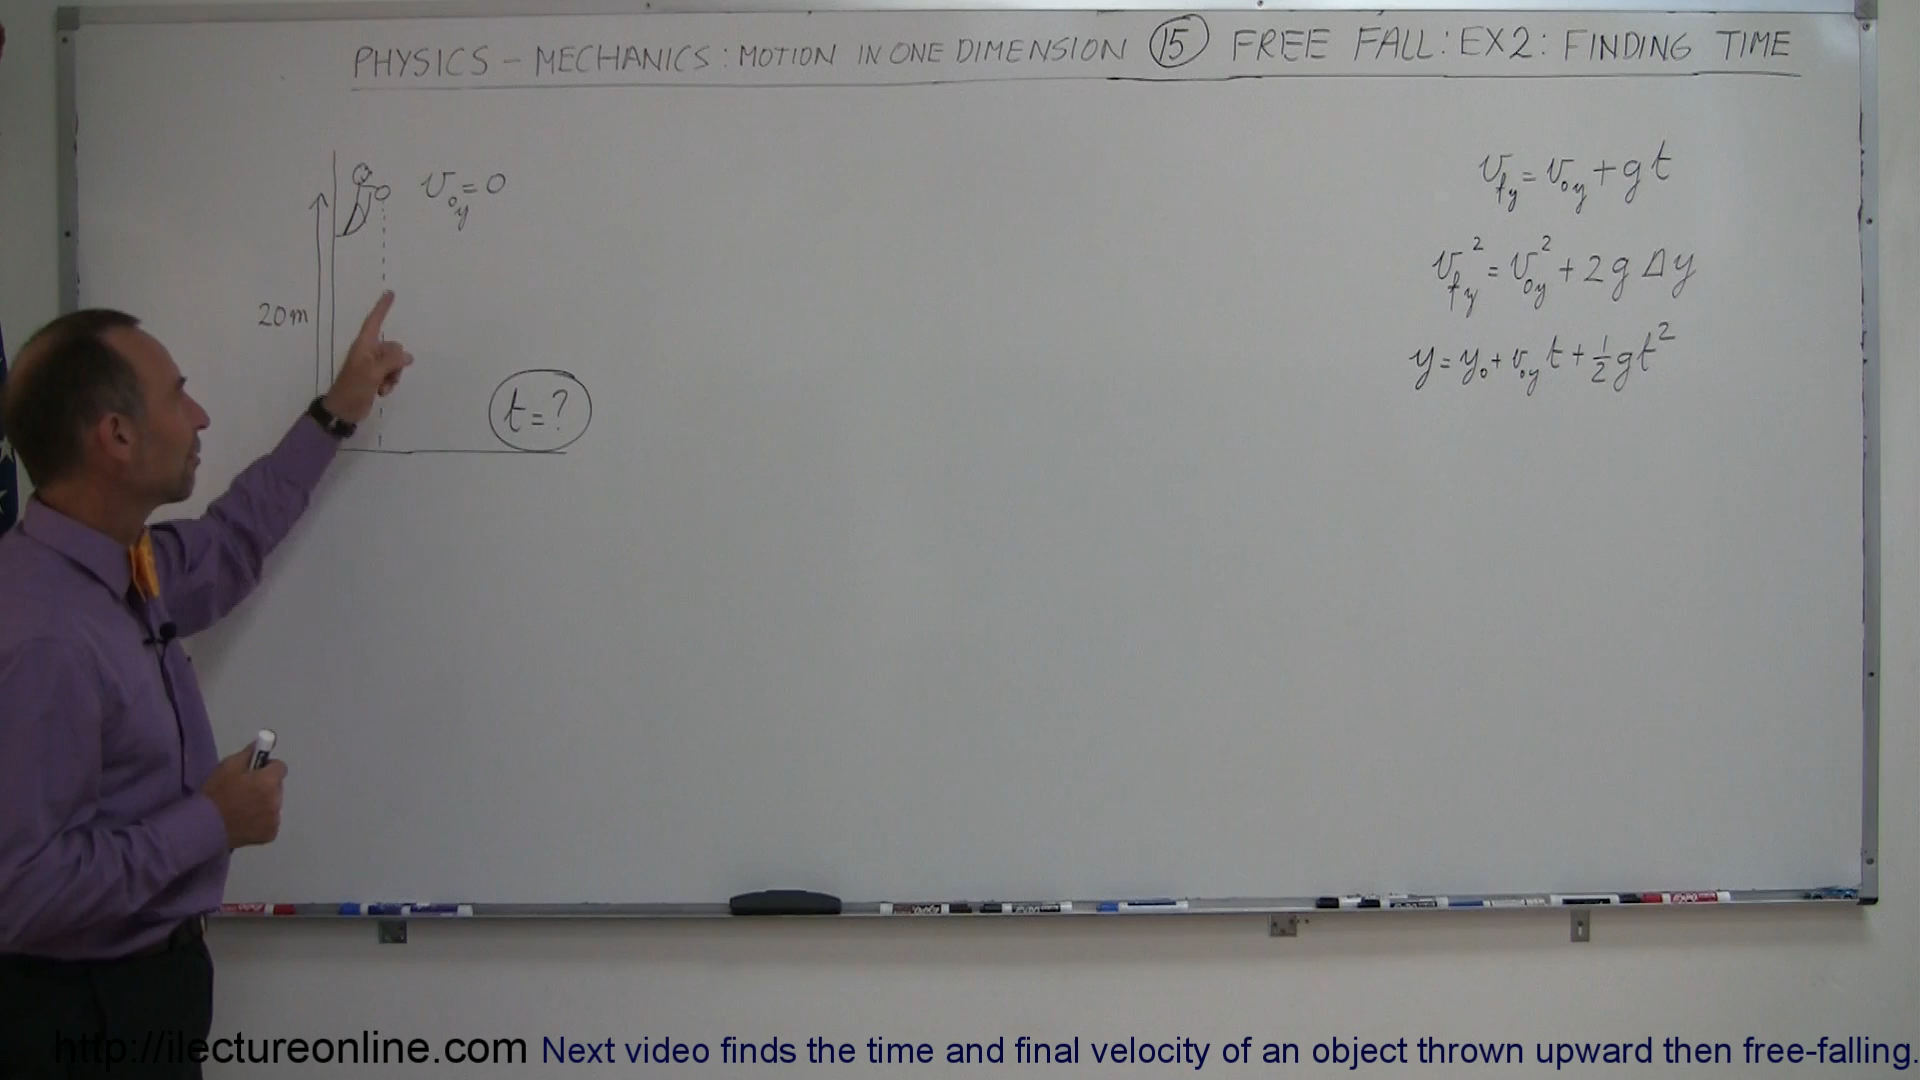 PHYSICS - MECHANICS: MOTION IN ONE DIMENSION 15 FREE FALL: EX2: FINDING TIME
v₀y = 0
20m
t = ?
vfy = v₀y + gt
vfy² = v₀y² + 2g Δy
y = y₀ + v₀y t + ½gt²
http://ilectureonline.com Next video finds the time and final velocity of an object thrown upward then free-falling.